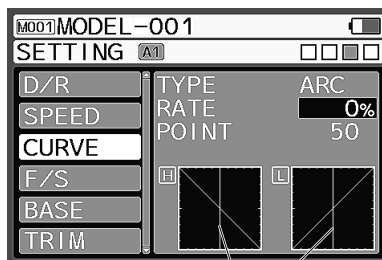 M001 MODEL-001
SETTING A1
D/R
SPEED
CURVE
F/S
BASE
TRIM
TYPE ARC
RATE 0%
POINT 50
H L